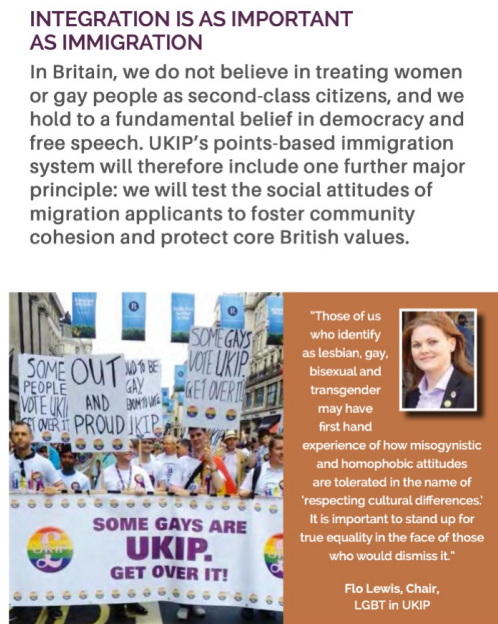 INTEGRATION IS AS IMPORTANT
AS IMMIGRATION
In Britain, we do not believe in treating women
or gay people as second-class citizens, and we
hold to a fundamental belief in democracy and
free speech. UKIP’s points-based immigration
system will therefore include one further major
principle: we will test the social attitudes of
migration applicants to foster community
cohesion and protect core British values.
SOME
PEOPLE
VOTE UKI
GET OVER IT
OUT
AND
PROUD
TO BE
GAY
UKIP
SOME GAYS
VOTE UKIP
GET OVER IT
SOME GAYS ARE
UKIP.
GET OVER IT!
"Those of us
who identify
as lesbian, gay,
bisexual and
transgender
may have
first hand
experience of how misogynistic
and homophobic attitudes
are tolerated in the name of
'respecting cultural differences.'
It is important to stand up for
true equality in the face of those
who would dismiss it."
Flo Lewis, Chair,
LGBT in UKIP